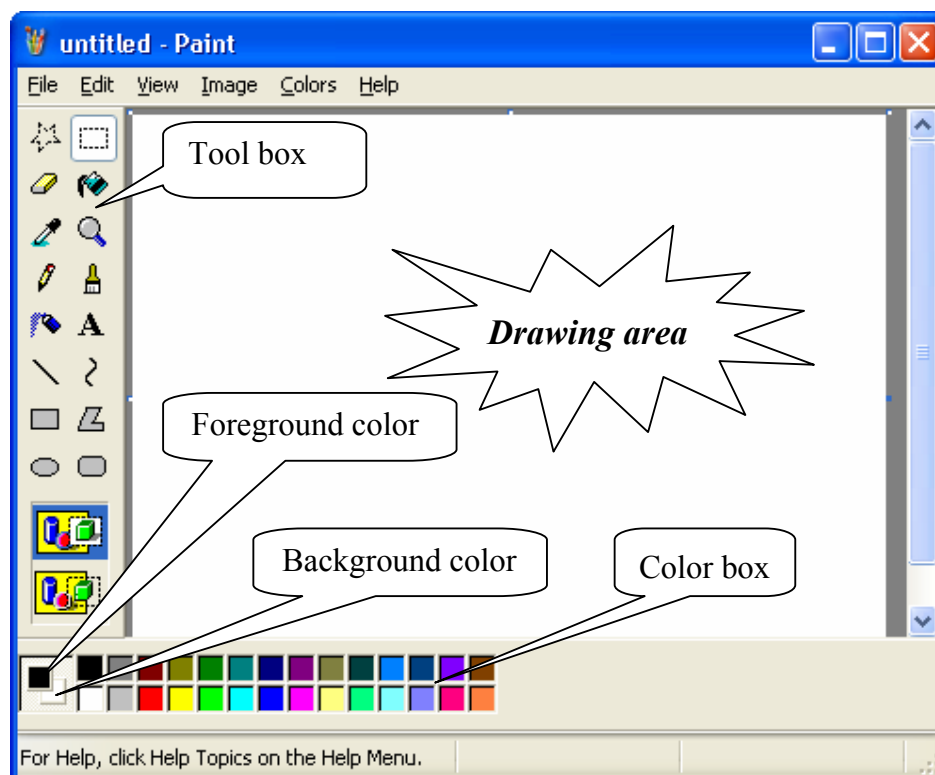 untitled - Paint
File Edit View Image Colors Help
Tool box
A
Drawing area
Foreground color
Background color
Color box
For Help, click Help Topics on the Help Menu.